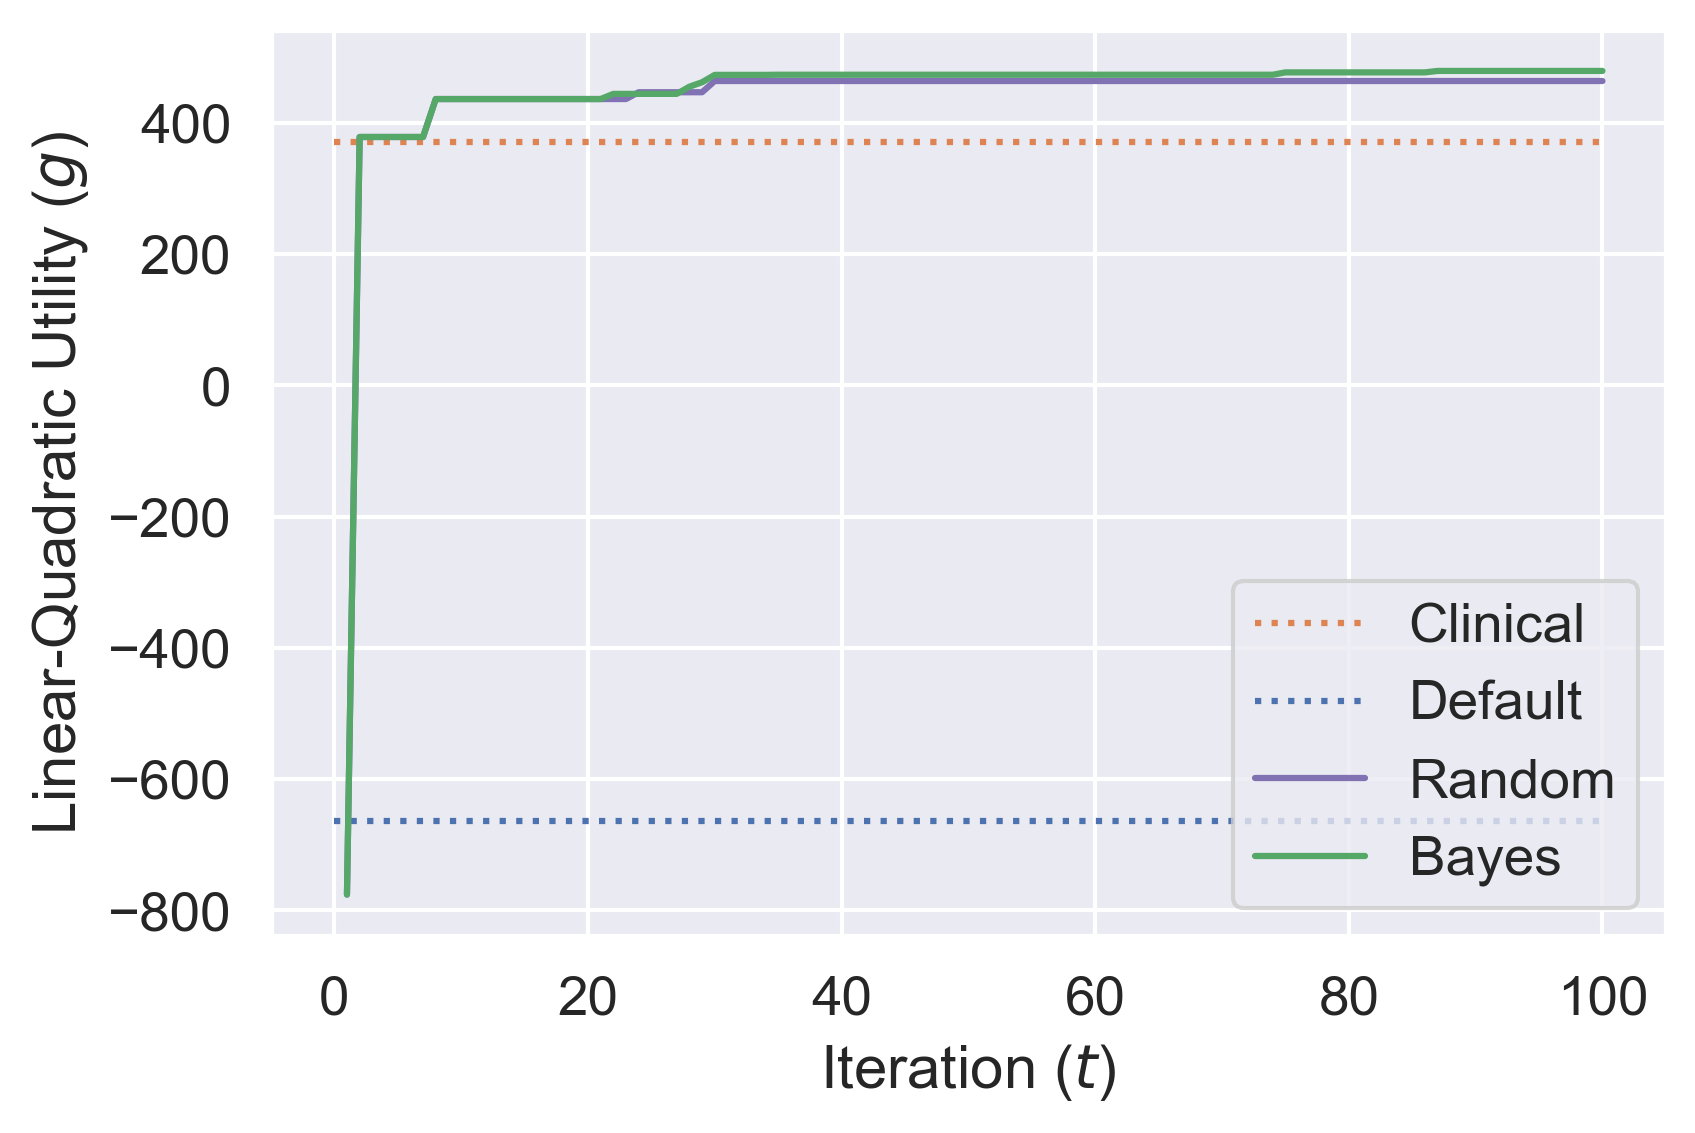 Linear-Quadratic Utility (g)
400
200
0
−200
−400
−600
−800
Clinical
Default
Random
Bayes
0 20 40 60 80 100
Iteration (t)